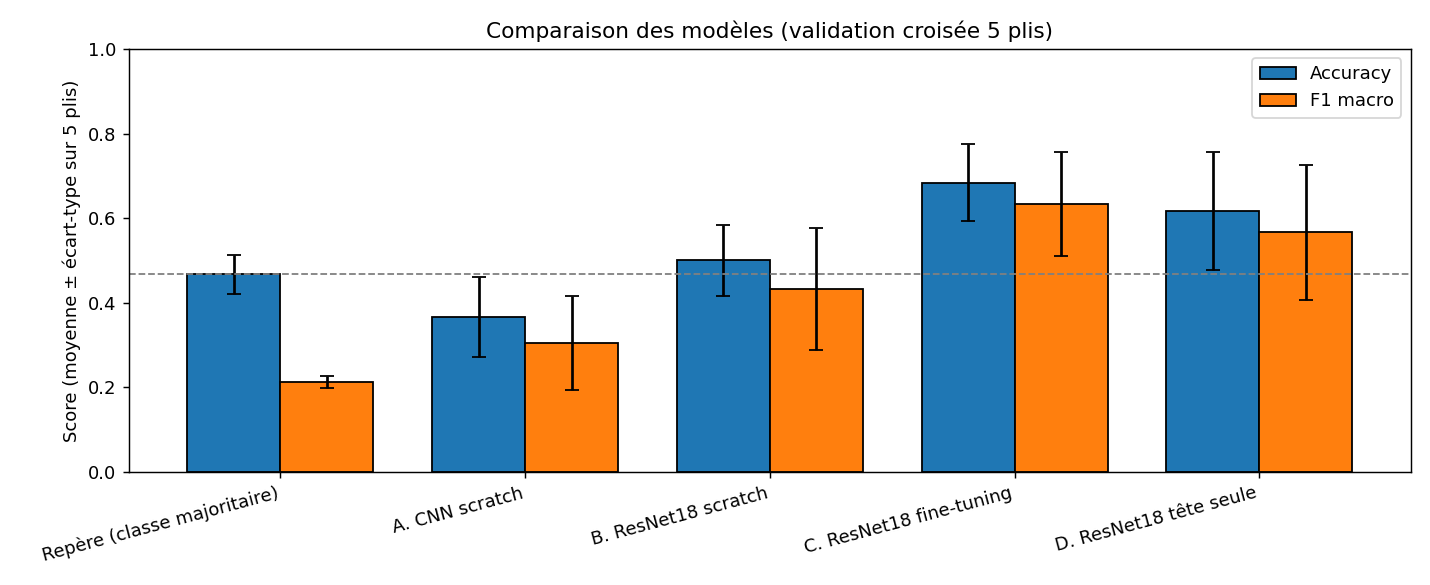 Comparaison des modèles (validation croisée 5 plis)
Score (moyenne ± écart-type sur 5 plis)
1.0
0.8
0.6
0.4
0.2
0.0
Accuracy
F1 macro
Repère (classe majoritaire)
A. CNN scratch
B. ResNet18 scratch
C. ResNet18 fine-tuning
D. ResNet18 tête seule